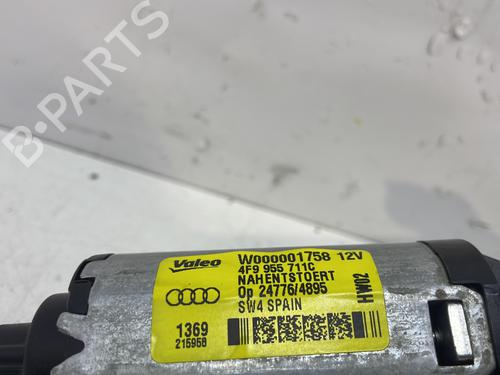 B-PARTS
Valeo
W000001758 12V
4F9 955 711C
NAHENTSTOERT
Op 24776/4895
SW4 SPAIN
HW02
1369
215958